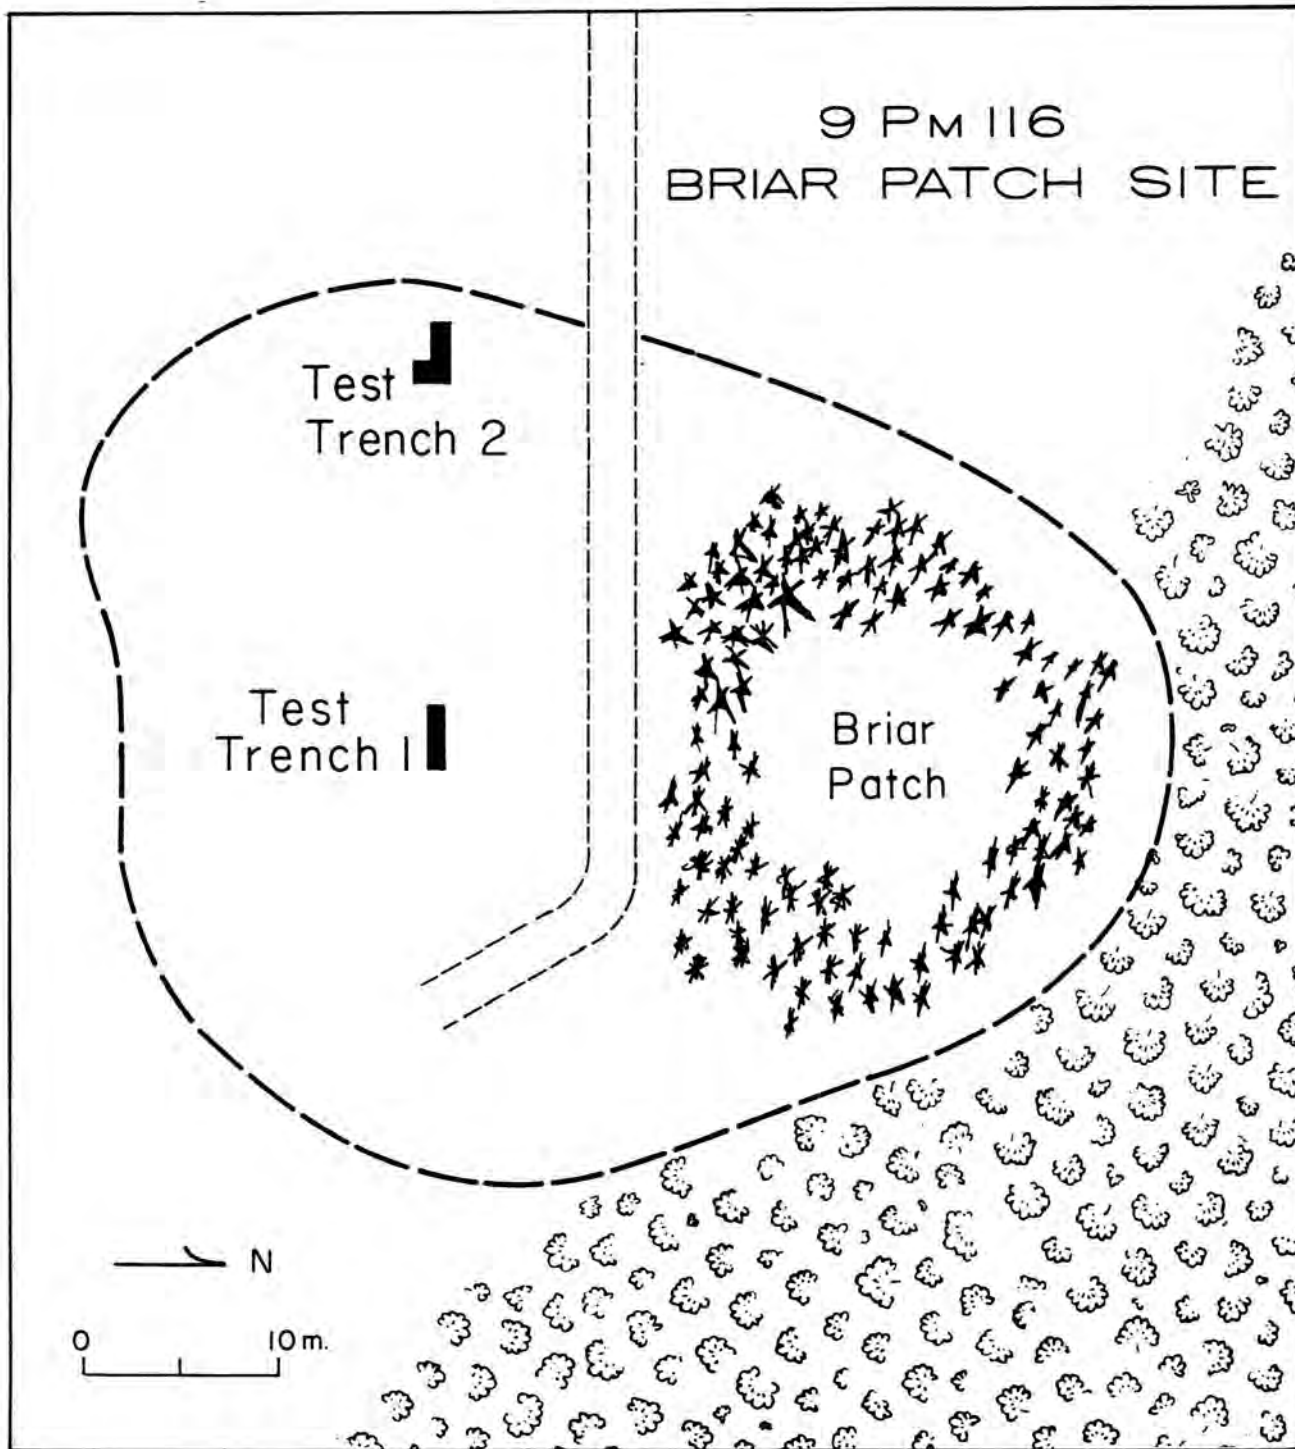 9 PM 116
BRIAR PATCH SITE
Test
Trench 2
Test
Trench 1
Briar
Patch
N
0 10 m.